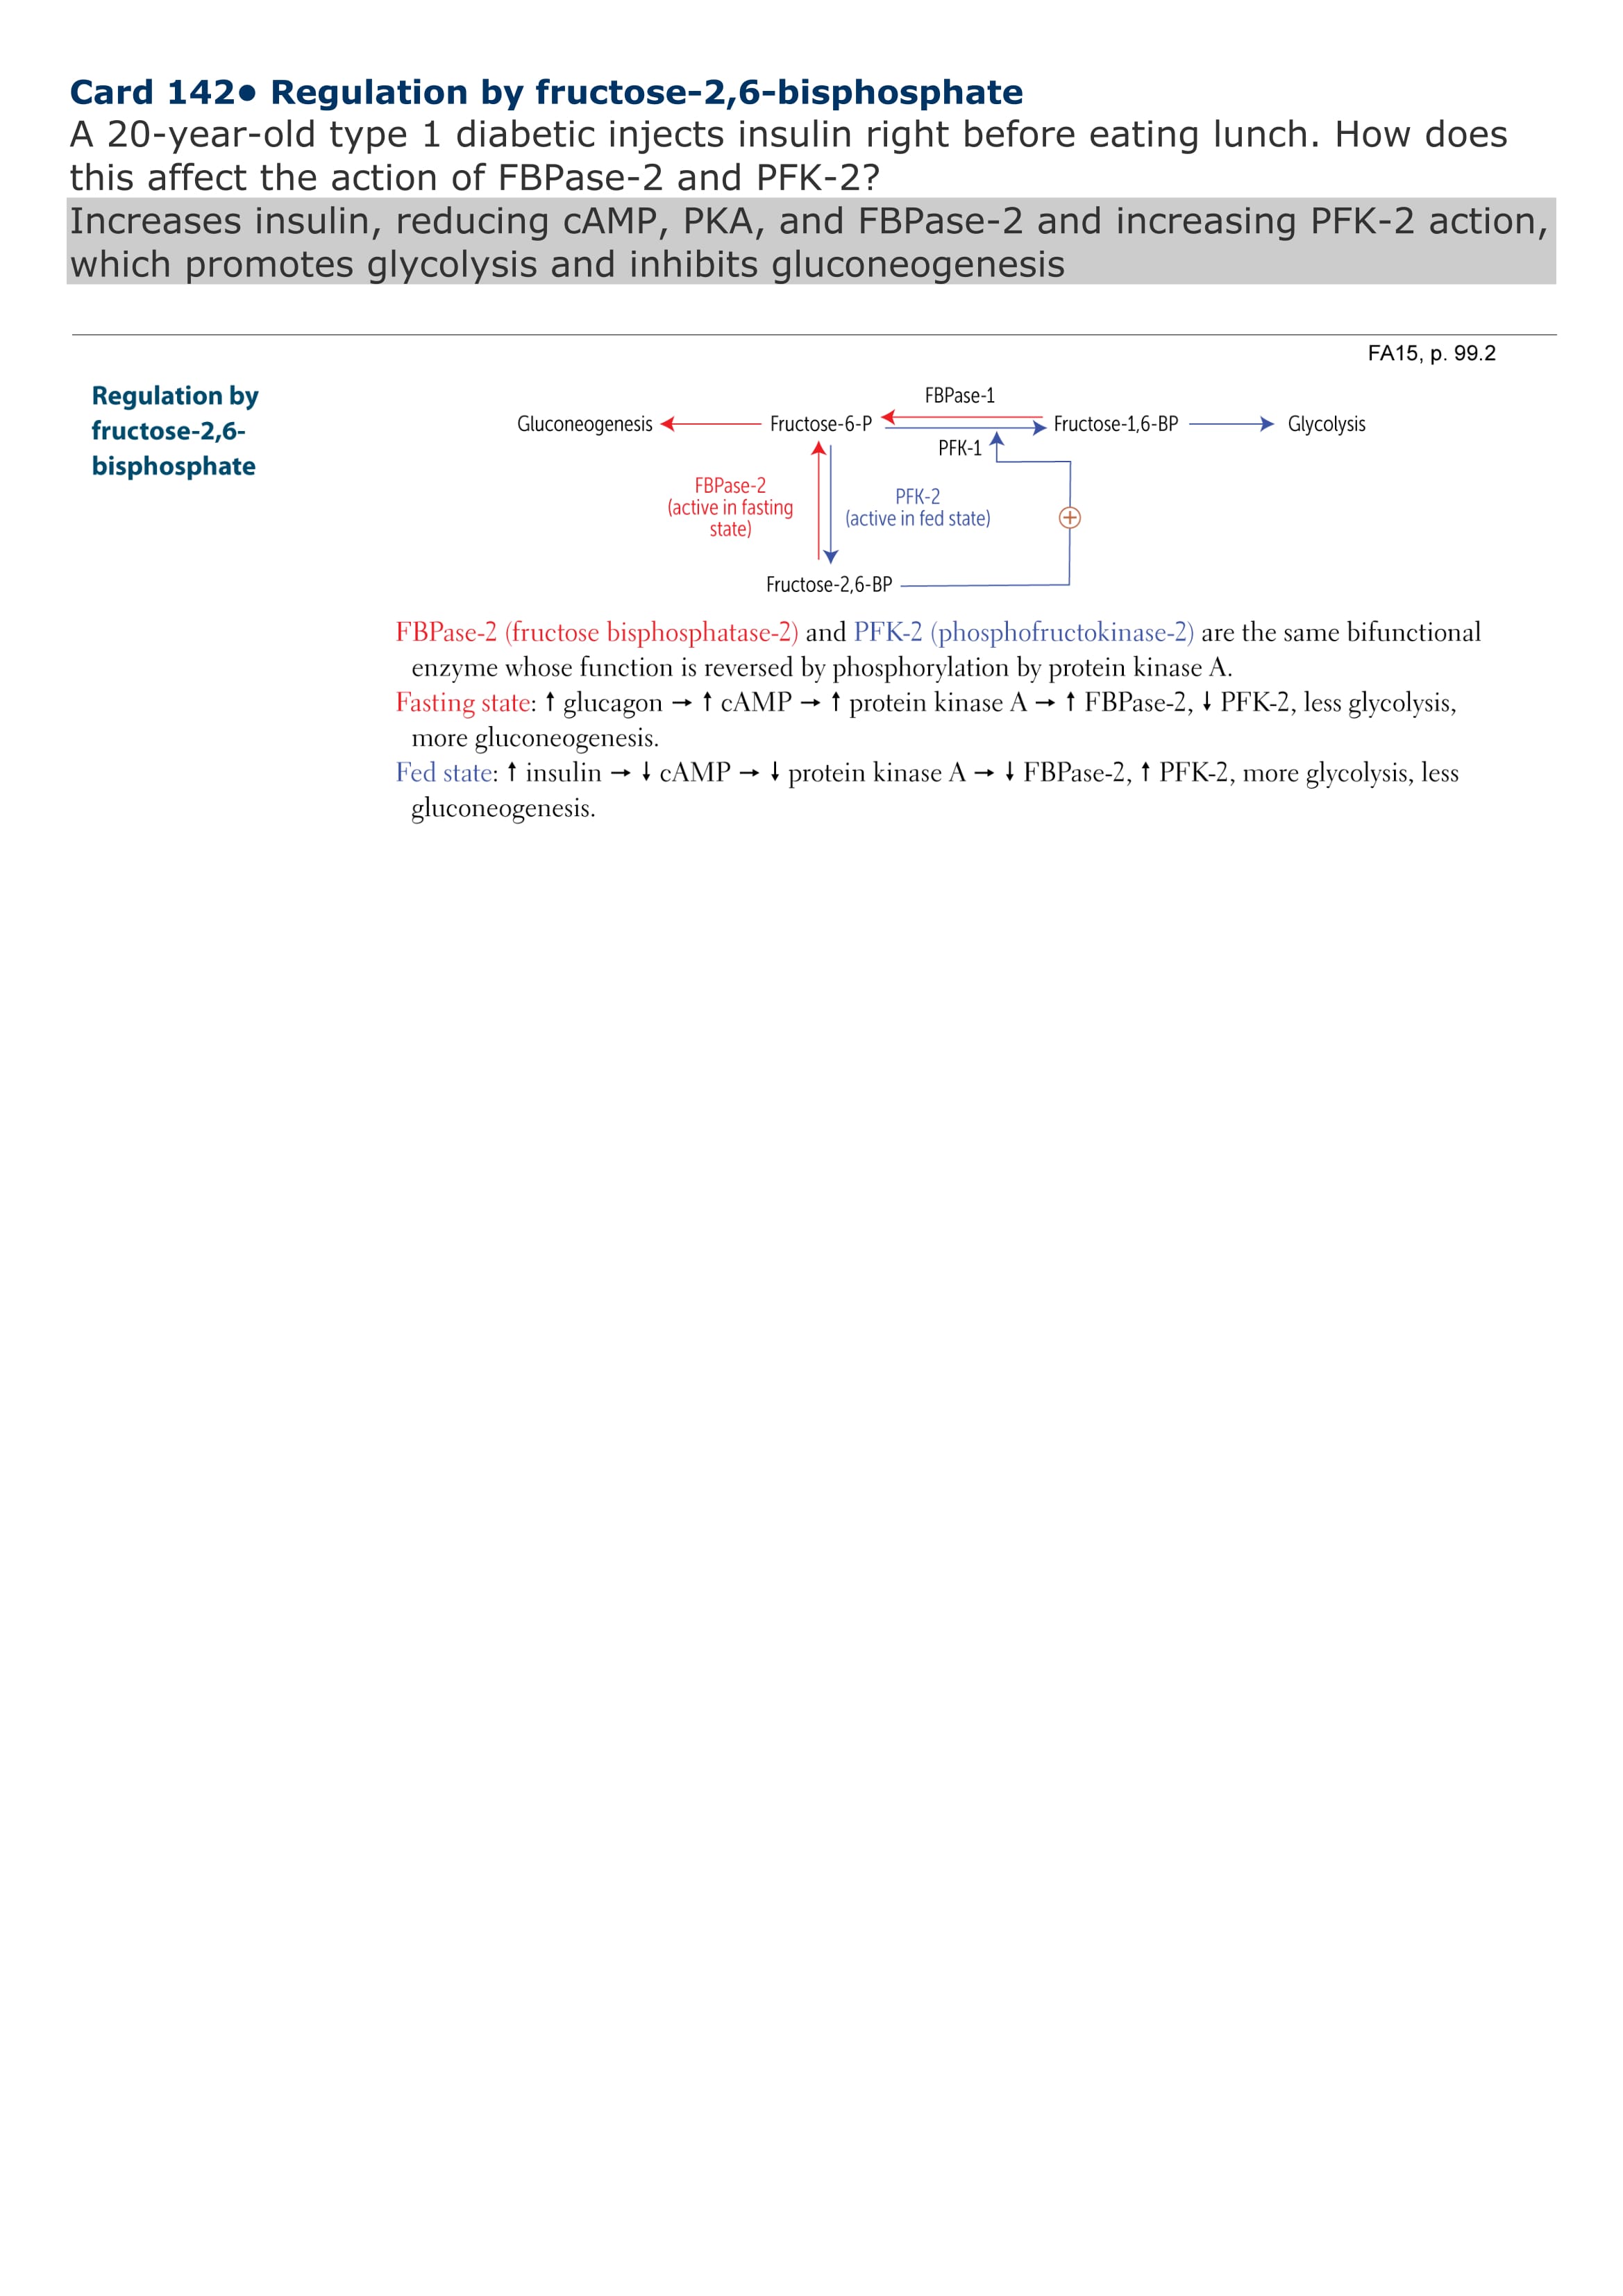 Card 142● Regulation by fructose-2,6-bisphosphate
A 20-year-old type 1 diabetic injects insulin right before eating lunch. How does
this affect the action of FBPase-2 and PFK-2?
Increases insulin, reducing cAMP, PKA, and FBPase-2 and increasing PFK-2 action,
which promotes glycolysis and inhibits gluconeogenesis
FA15, p. 99.2
Regulation by
fructose-2,6-
bisphosphate
FBPase-1
Gluconeogenesis
Fructose-6-P
Fructose-1,6-BP
Glycolysis
PFK-1
FBPase-2
(active in fasting
state)
PFK-2
(active in fed state)
+
Fructose-2,6-BP
FBPase-2 (fructose bisphosphatase-2) and PFK-2 (phosphofructokinase-2) are the same bifunctional
enzyme whose function is reversed by phosphorylation by protein kinase A.
Fasting state: ↑ glucagon → ↑ cAMP → ↑ protein kinase A → ↑ FBPase-2, ↓ PFK-2, less glycolysis,
more gluconeogenesis.
Fed state: ↑ insulin → ↓ cAMP → ↓ protein kinase A → ↓ FBPase-2, ↑ PFK-2, more glycolysis, less
gluconeogenesis.